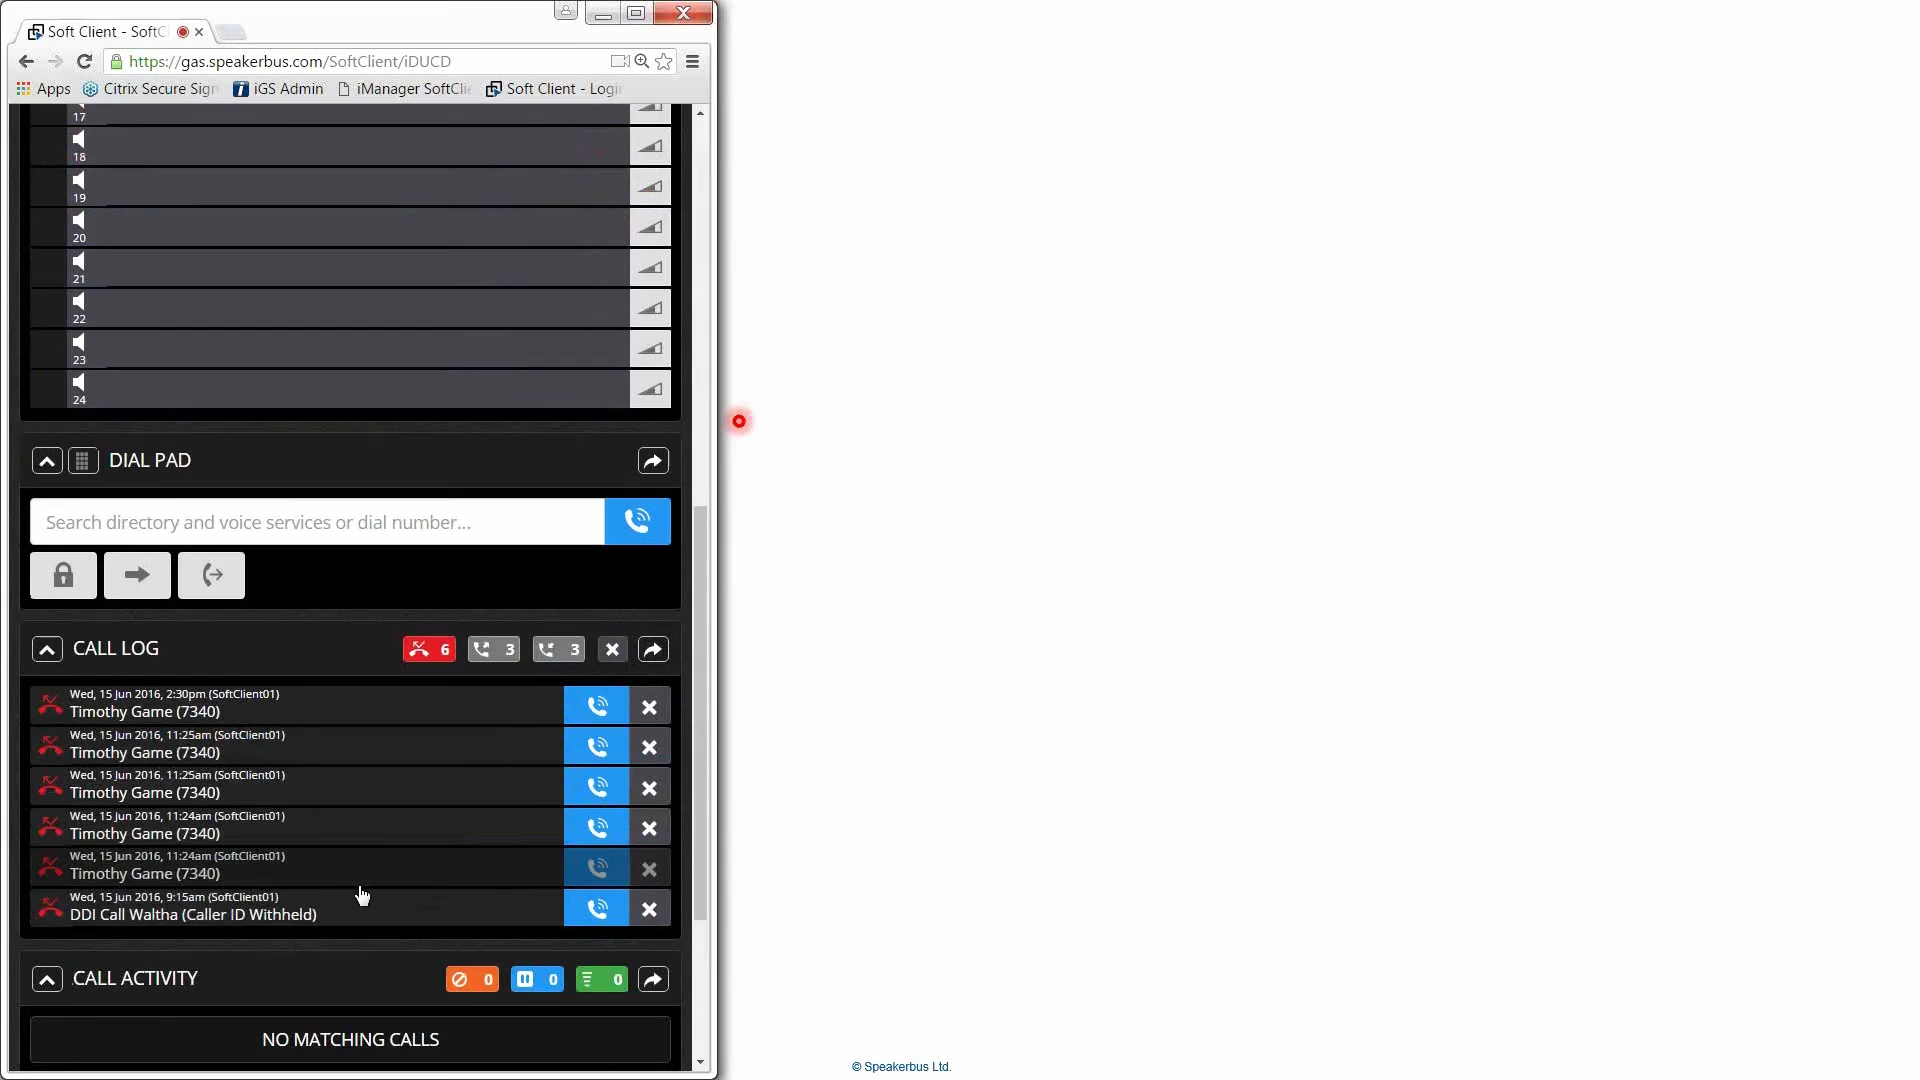 Soft Client - SoftC
https://gas.speakerbus.com/SoftClient/iDUCD
Apps Citrix Secure Sign iGS Admin iManager SoftClie Soft Client - Login
17
18
19
20
21
22
23
24
DIAL PAD
Search directory and voice services or dial number...
CALL LOG 6 3 3
Wed, 15 Jun 2016, 2:30pm (SoftClient01)
Timothy Game (7340)
Wed, 15 Jun 2016, 11:25am (SoftClient01)
Timothy Game (7340)
Wed, 15 Jun 2016, 11:25am (SoftClient01)
Timothy Game (7340)
Wed, 15 Jun 2016, 11:24am (SoftClient01)
Timothy Game (7340)
Wed, 15 Jun 2016, 11:24am (SoftClient01)
Timothy Game (7340)
Wed, 15 Jun 2016, 9:15am (SoftClient01)
DDI Call Waltha (Caller ID Withheld)
CALL ACTIVITY 0 0 0
NO MATCHING CALLS
© Speakerbus Ltd.